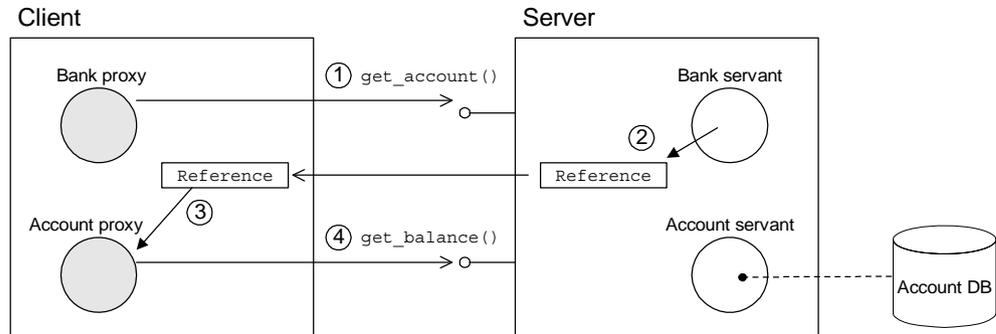 Client
Server
Bank proxy
① get_account()
Bank servant
②
Reference
Reference
③
Account proxy
④ get_balance()
Account servant
Account DB